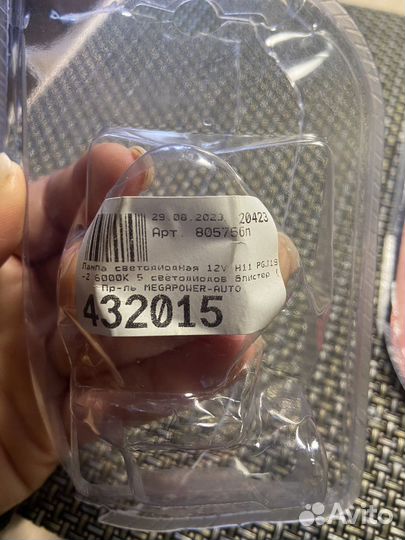 29.08.2023 20423
Арт. 805756п
Лампа светодиодная 12V H11 PGJ19
-2 6000K 5 светодиодов блистер (
Пр-ль MEGAPOWER-AUTO
432015
Avito